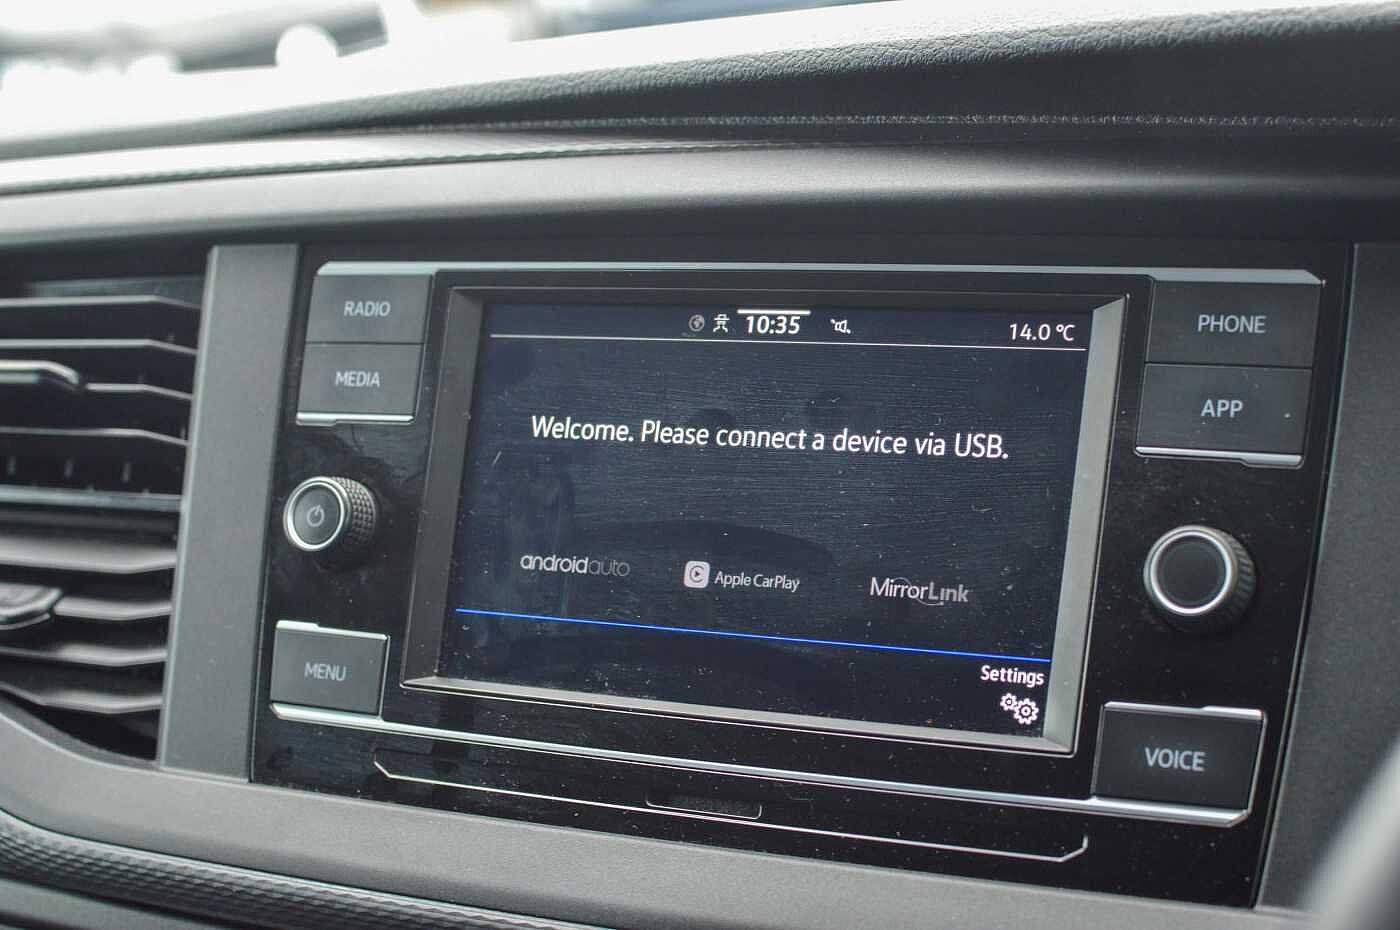 RADIO
MEDIA
MENU
10:35
14.0 °C
Welcome. Please connect a device via USB.
androidauto
Apple CarPlay
MirrorLink
Settings
PHONE
APP
VOICE